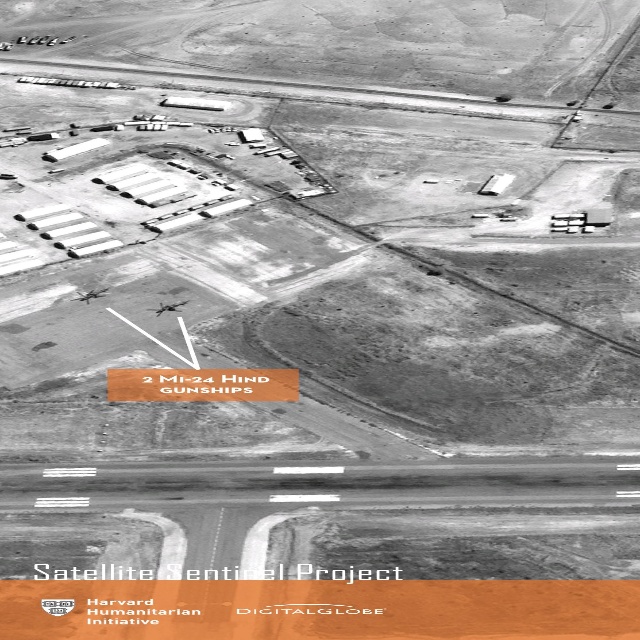 2 Mi-24 Hind
gunships
Satellite Sentinel Project
Harvard
Humanitarian
Initiative
DIGITALGLOBE